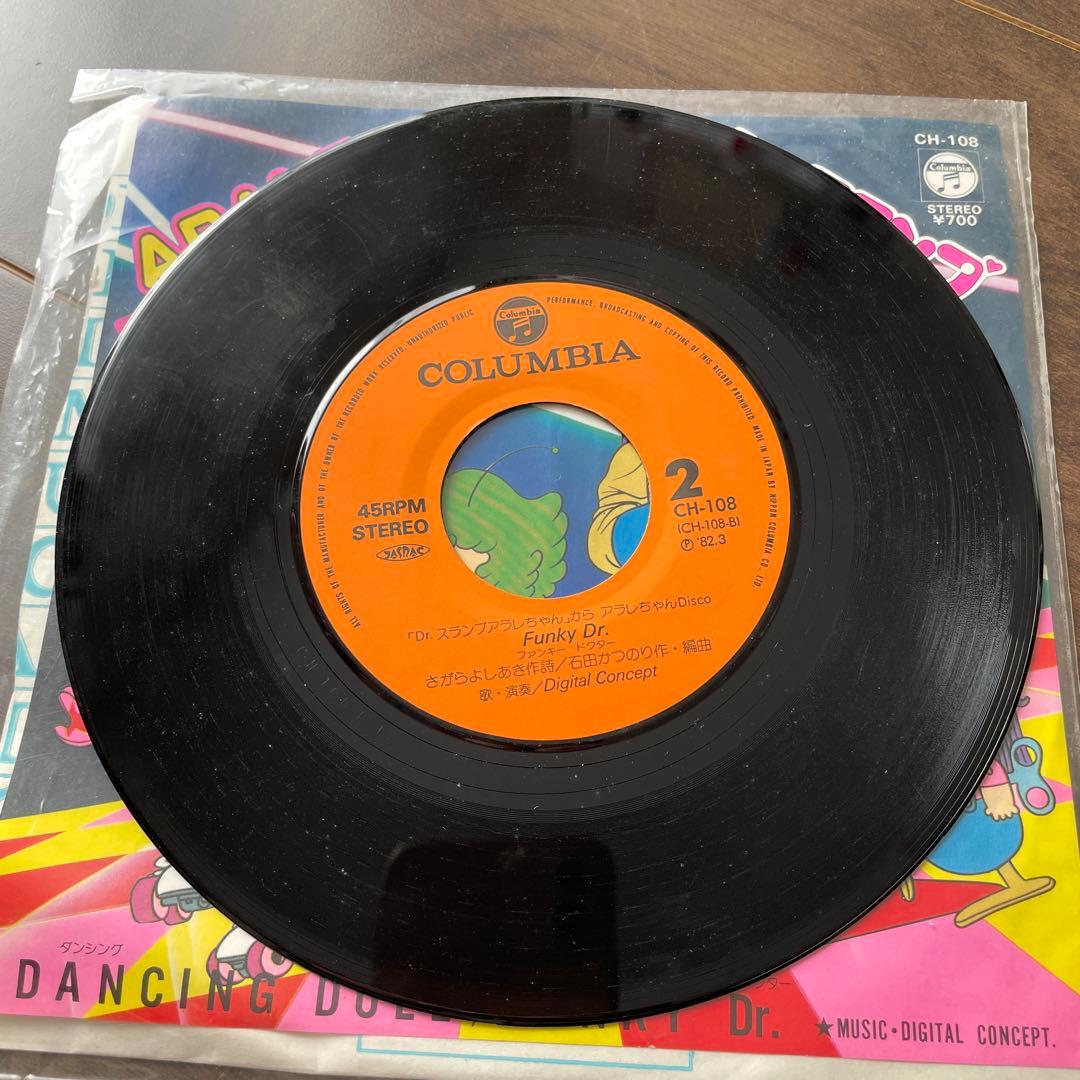 CH-108
Columbia
STEREO
¥700
ALL RIGHTS OF THE MANUFACTURER AND OF THE OWNER OF THE RECORDED WORK RESERVED. UNAUTHORIZED PUBLIC PERFORMANCE, BROADCASTING AND COPYING OF THIS RECORD PROHIBITED. MADE IN JAPAN BY NIPPON COLUMBIA CO., LTD.
Columbia
COLUMBIA
45RPM
STEREO
JASRAC
2
CH-108
(CH-108-B)
Ⓟ '82.3
「Dr.スランプアラレちゃん」から アラレちゃんDisco
Funky Dr.
ファンキー ドクター
さがらよしあき作詩/石田かつのり作・編曲
歌・演奏/Digital Concept
ダンシング
DANCING
Dr.
★MUSIC・DIGITAL CONCEPT.